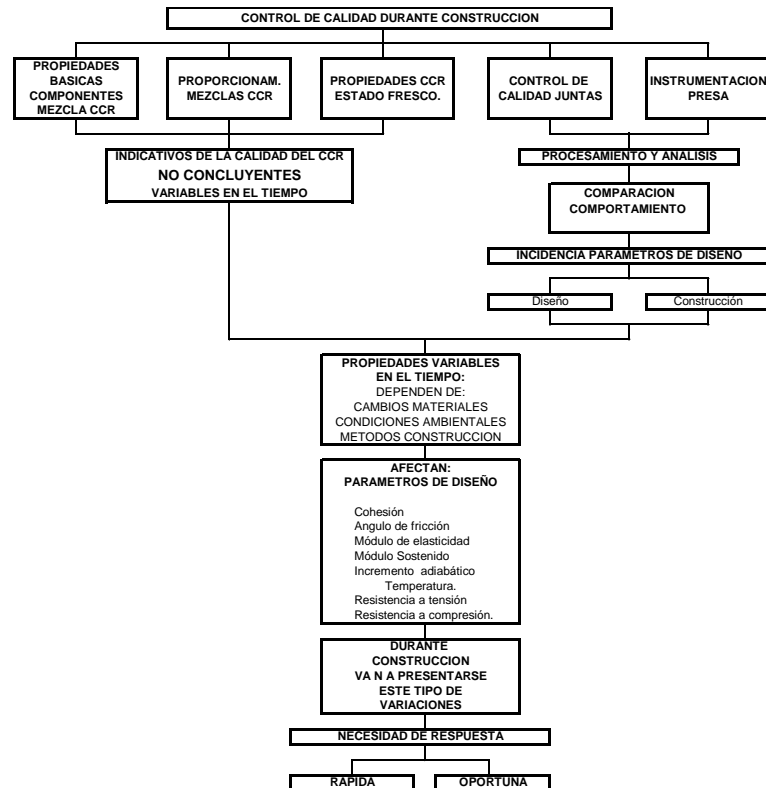 CONTROL DE CALIDAD DURANTE CONSTRUCCION
PROPIEDADES
BASICAS
COMPONENTES
MEZCLA CCR
PROPORCIONAM.
MEZCLAS CCR
PROPIEDADES CCR
ESTADO FRESCO.
CONTROL DE
CALIDAD JUNTAS
INSTRUMENTACION
PRESA
INDICATIVOS DE LA CALIDAD DEL CCR
NO CONCLUYENTES
VARIABLES EN EL TIEMPO
PROCESAMIENTO Y ANALISIS
COMPARACION
COMPORTAMIENTO
INCIDENCIA PARAMETROS DE DISEÑO
Diseño
Construcción
PROPIEDADES VARIABLES
EN EL TIEMPO:
DEPENDEN DE:
CAMBIOS MATERIALES
CONDICIONES AMBIENTALES
METODOS CONSTRUCCION
AFECTAN:
PARAMETROS DE DISEÑO
Cohesión
Angulo de fricción
Módulo de elasticidad
Módulo Sostenido
Incremento adiabático
Temperatura.
Resistencia a tensión
Resistencia a compresión.
DURANTE
CONSTRUCCION
VA N A PRESENTARSE
ESTE TIPO DE
VARIACIONES
NECESIDAD DE RESPUESTA
RAPIDA
OPORTUNA